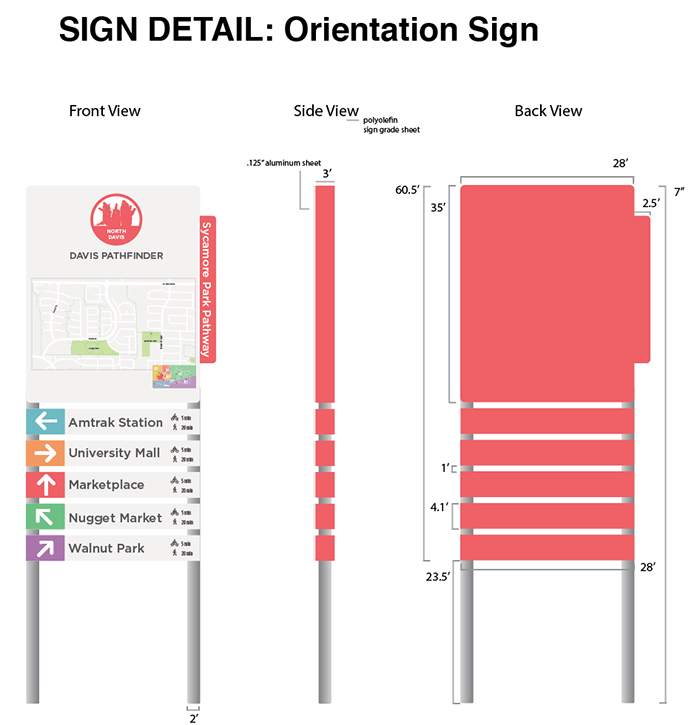 SIGN DETAIL: Orientation Sign
Front View
Side View
Back View
polyolefin
sign grade sheet
.125" aluminum sheet
3’
28’
60.5’
35’
7”
2.5’
NORTH
DAVIS
DAVIS PATHFINDER
Sycamore Park Pathway
Amtrak Station
5 min
20 min
University Mall
5 min
20 min
Marketplace
5 min
20 min
Nugget Market
5 min
20 min
Walnut Park
5 min
20 min
1’
4.1’
23.5’
28’
2’